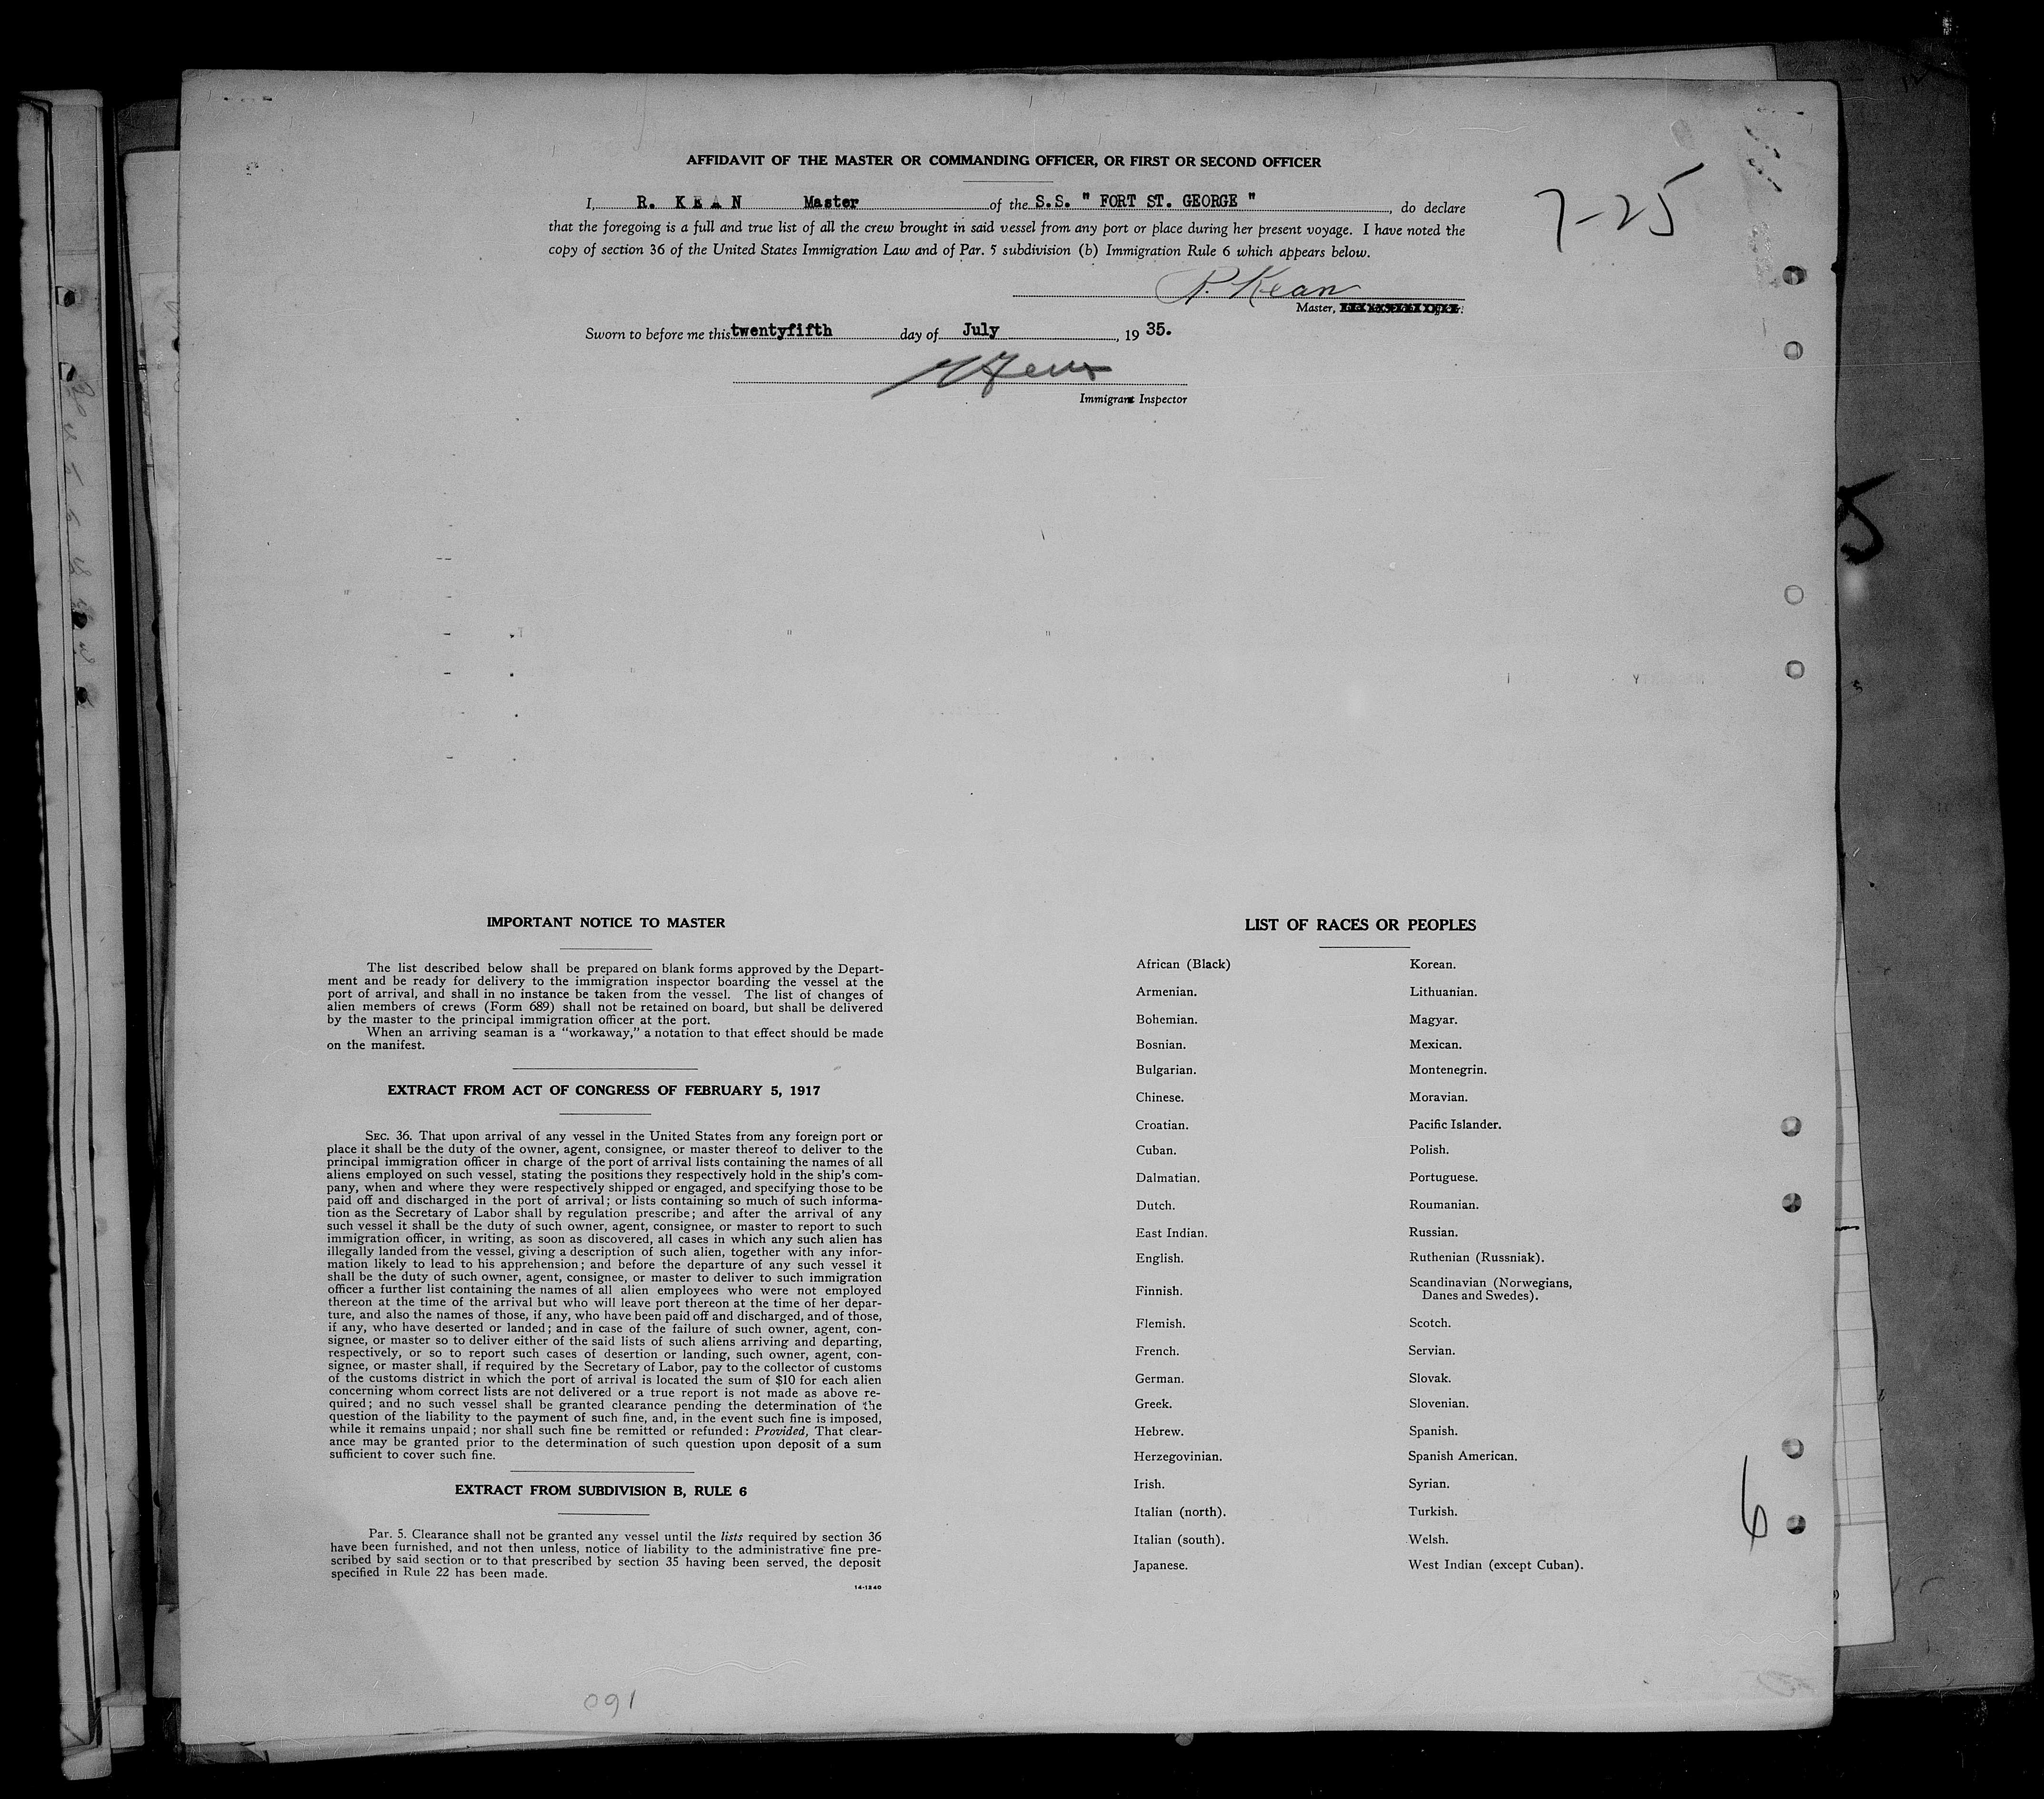 AFFIDAVIT OF THE MASTER OR COMMANDING OFFICER, OR FIRST OR SECOND OFFICER
7-25
I, R. KEAN Master of the S.S. " FORT ST. GEORGE ", do declare
that the foregoing is a full and true list of all the crew brought in said vessel from any port or place during her present voyage. I have noted the
copy of section 36 of the United States Immigration Law and of Par. 5 subdivision (b) Immigration Rule 6 which appears below.
R. Kean
Master,
Sworn to before me this twentyfifth day of July, 19 35.
Immigrant Inspector
IMPORTANT NOTICE TO MASTER
The list described below shall be prepared on blank forms approved by the Depart-
ment and be ready for delivery to the immigration inspector boarding the vessel at the
port of arrival, and shall in no instance be taken from the vessel. The list of changes of
alien members of crews (Form 689) shall not be retained on board, but shall be delivered
by the master to the principal immigration officer at the port.
When an arriving seaman is a "workaway," a notation to that effect should be made
on the manifest.
EXTRACT FROM ACT OF CONGRESS OF FEBRUARY 5, 1917
SEC. 36. That upon arrival of any vessel in the United States from any foreign port or
place it shall be the duty of the owner, agent, consignee, or master thereof to deliver to the
principal immigration officer in charge of the port of arrival lists containing the names of all
aliens employed on such vessel, stating the positions they respectively hold in the ship's com-
pany, when and where they were respectively shipped or engaged, and specifying those to be
paid off and discharged in the port of arrival; or lists containing so much of such informa-
tion as the Secretary of Labor shall by regulation prescribe; and after the arrival of any
such vessel it shall be the duty of such owner, agent, consignee, or master to report to such
immigration officer, in writing, as soon as discovered, all cases in which any such alien has
illegally landed from the vessel, giving a description of such alien, together with any infor-
mation likely to lead to his apprehension; and before the departure of any such vessel it
shall be the duty of such owner, agent, consignee, or master to deliver to such immigration
officer a further list containing the names of all alien employees who were not employed
thereon at the time of the arrival but who will leave port thereon at the time of her depar-
ture, and also the names of those, if any, who have been paid off and discharged, and of those,
if any, who have deserted or landed; and in case of the failure of such owner, agent, con-
signee, or master so to deliver either of the said lists of such aliens arriving and departing,
respectively, or so to report such cases of desertion or landing, such owner, agent, con-
signee, or master shall, if required by the Secretary of Labor, pay to the collector of customs
of the customs district in which the port of arrival is located the sum of $10 for each alien
concerning whom correct lists are not delivered or a true report is not made as above re-
quired; and no such vessel shall be granted clearance pending the determination of the
question of the liability to the payment of such fine, and, in the event such fine is imposed,
while it remains unpaid; nor shall such fine be remitted or refunded: Provided, That clear-
ance may be granted prior to the determination of such question upon deposit of a sum
sufficient to cover such fine.
EXTRACT FROM SUBDIVISION B, RULE 6
Par. 5. Clearance shall not be granted any vessel until the lists required by section 36
have been furnished, and not then unless, notice of liability to the administrative fine pre-
scribed by said section or to that prescribed by section 35 having been served, the deposit
specified in Rule 22 has been made.
14-1240
LIST OF RACES OR PEOPLES
African (Black)
Armenian.
Bohemian.
Bosnian.
Bulgarian.
Chinese.
Croatian.
Cuban.
Dalmatian.
Dutch.
East Indian.
English.
Finnish.
Flemish.
French.
German.
Greek.
Hebrew.
Herzegovinian.
Irish.
Italian (north).
Italian (south).
Japanese.
Korean.
Lithuanian.
Magyar.
Mexican.
Montenegrin.
Moravian.
Pacific Islander.
Polish.
Portuguese.
Roumanian.
Russian.
Ruthenian (Russniak).
Scandinavian (Norwegians,
Danes and Swedes).
Scotch.
Servian.
Slovak.
Slovenian.
Spanish.
Spanish American.
Syrian.
Turkish.
Welsh.
West Indian (except Cuban).
6
091
5